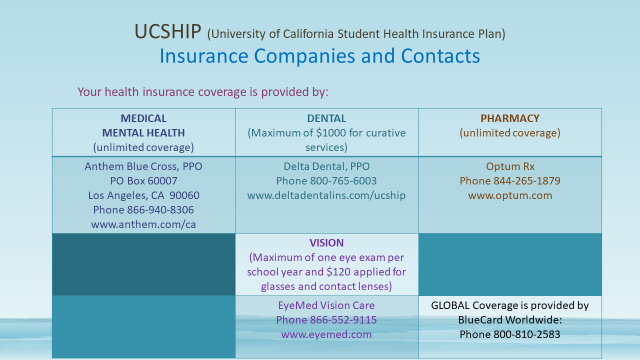 UCSHIP (University of California Student Health Insurance Plan)
Insurance Companies and Contacts
Your health insurance coverage is provided by:
MEDICAL
MENTAL HEALTH
(unlimited coverage)
DENTAL
(Maximum of $1000 for curative
services)
PHARMACY
(unlimited coverage)
Anthem Blue Cross, PPO
PO Box 60007
Los Angeles, CA 90060
Phone 866-940-8306
www.anthem.com/ca
Delta Dental, PPO
Phone 800-765-6003
www.deltadentalins.com/ucship
Optum Rx
Phone 844-265-1879
www.optum.com
VISION
(Maximum of one eye exam per
school year and $120 applied for
glasses and contact lenses)
EyeMed Vision Care
Phone 866-552-9115
www.eyemed.com
GLOBAL Coverage is provided by
BlueCard Worldwide:
Phone 800-810-2583